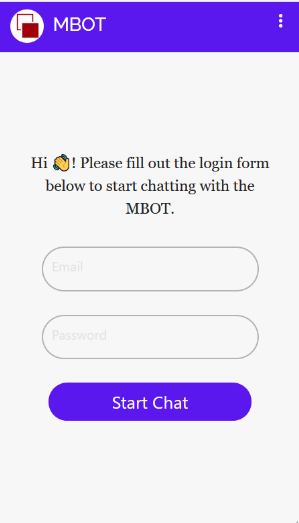 MBOT
Hi 👋! Please fill out the login form
below to start chatting with the
MBOT.
Email
Password
Start Chat